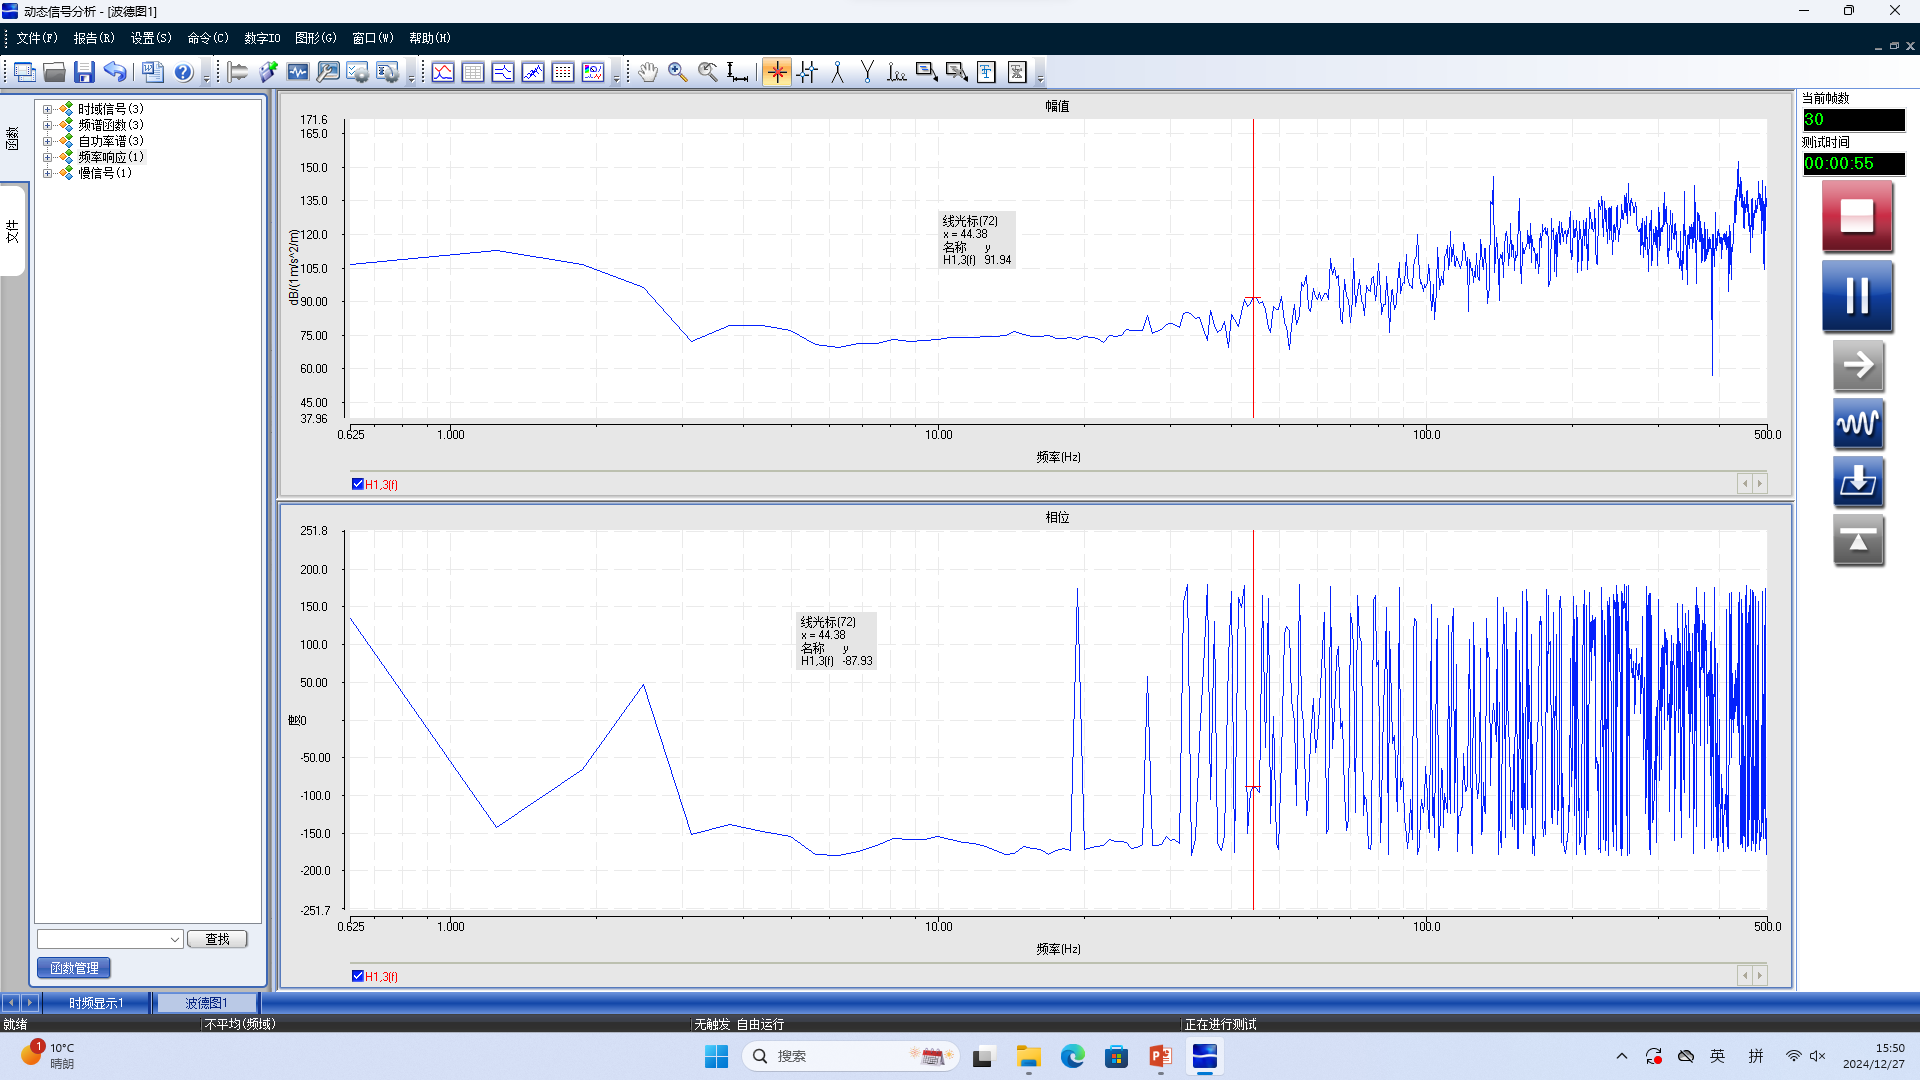 动态信号分析 - [波德图1]
文件(F) 报告(R) 设置(S) 命令(C) 数字IO 图形(G) 窗口(W) 帮助(H)
函数
文件
时域信号(3)
频谱函数(3)
自功率谱(3)
频率响应(1)
慢信号(1)
查找
函数管理
幅值
171.6
165.0
150.0
135.0
120.0
105.0
90.00
75.00
60.00
45.00
37.96
dB/(1m/s^2/m)
线光标(72)
x = 44.38
名称 y
H1,3(f) 91.94
0.625 1.000 10.00 100.0 500.0
频率(Hz)
H1,3(f)
相位
251.8
200.0
150.0
100.0
50.00
0
-50.00
-100.0
-150.0
-200.0
-251.7
度
线光标(72)
x = 44.38
名称 y
H1,3(f) -87.93
0.625 1.000 10.00 100.0 500.0
频率(Hz)
H1,3(f)
当前帧数
30
测试时间
00:00:55
时频显示1 波德图1
就绪 不平均(频域) 无触发 自由运行 正在进行测试
1
10°C
晴朗
搜索
英 拼
15:50
2024/12/27